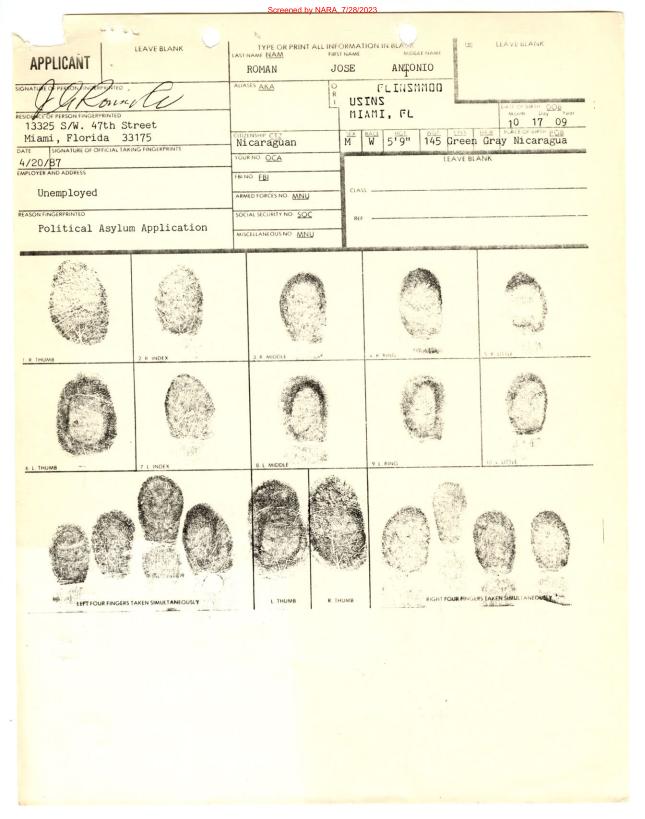 Screened by NARA, 7/28/2023
APPLICANT
LEAVE BLANK
TYPE OR PRINT ALL INFORMATION IN BLACK
LAST NAME NAM FIRST NAME MIDDLE NAME
LEAVE BLANK
ROMAN JOSE ANTONIO
SIGNATURE OF PERSON FINGERPRINTED
ALIASES AKA
O
R
I
FLINSMM00
USINS
MIAMI, FL
RESIDENCE OF PERSON FINGERPRINTED
13325 S/W. 47th Street
Miami, Florida 33175
DATE OF BIRTH DOB
Month Day Year
10 17 09
CITIZENSHIP CTZ
Nicaraguan
SEX RACE HGT WGT EYES HAIR PLACE OF BIRTH POB
M W 5'9" 145 Green Gray Nicaragua
DATE SIGNATURE OF OFFICIAL TAKING FINGERPRINTS
4/20/87
YOUR NO. OCA
LEAVE BLANK
EMPLOYER AND ADDRESS
Unemployed
FBI NO. FBI
CLASS
ARMED FORCES NO. MNU
REASON FINGERPRINTED
Political Asylum Application
SOCIAL SECURITY NO. SOC
REF
MISCELLANEOUS NO. MNU
1. R. THUMB
2. R. INDEX
3. R. MIDDLE
4. R. RING
5. R. LITTLE
6. L. THUMB
7. L. INDEX
8. L. MIDDLE
9. L. RING
10. L. LITTLE
LEFT FOUR FINGERS TAKEN SIMULTANEOUSLY
L. THUMB
R. THUMB
RIGHT FOUR FINGERS TAKEN SIMULTANEOUSLY